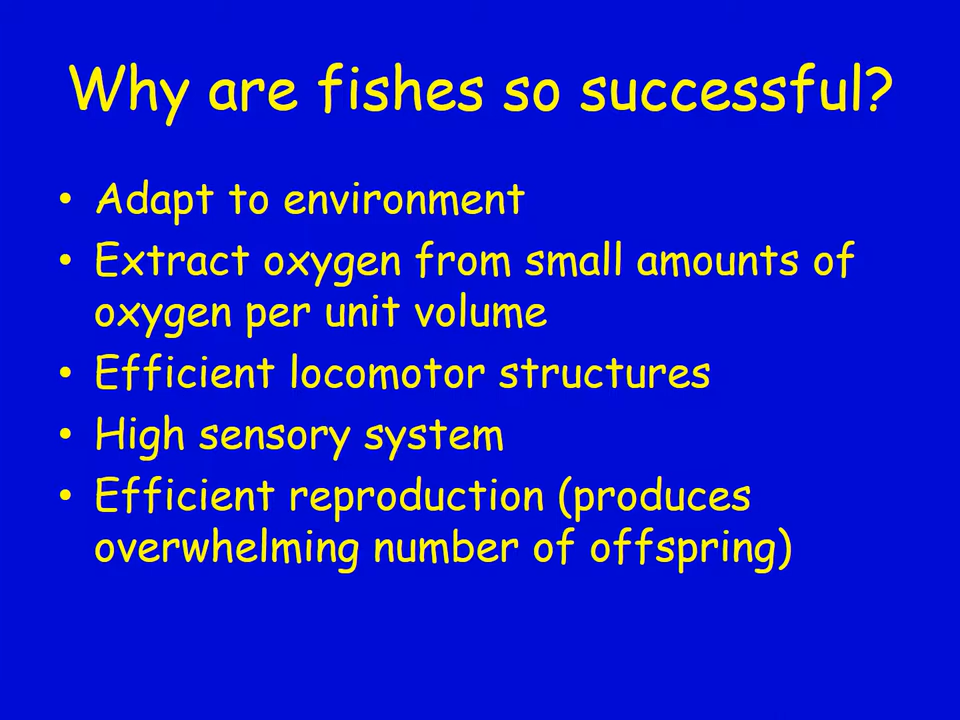 Why are fishes so successful?
• Adapt to environment
• Extract oxygen from small amounts of
oxygen per unit volume
• Efficient locomotor structures
• High sensory system
• Efficient reproduction (produces
overwhelming number of offspring)